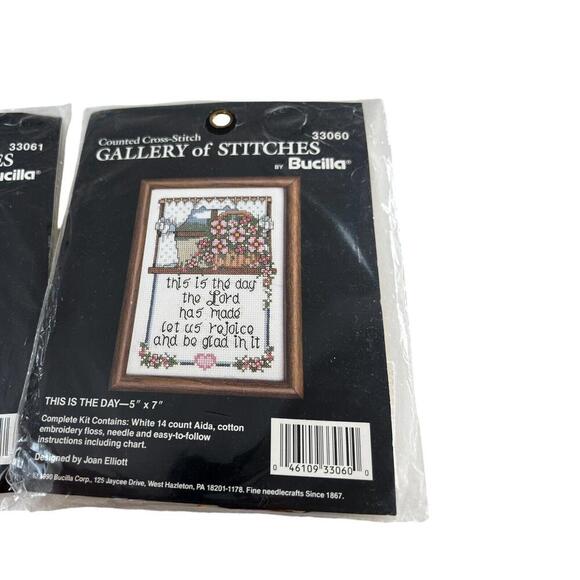 33061
ES
ucilla®
Counted Cross-Stitch
33060
GALLERY of STITCHES
BY Bucilla®
this is the day
the Lord
has made
let us rejoice
and be glad in it
THIS IS THE DAY—5" x 7"
Complete Kit Contains: White 14 count Aida, cotton
embroidery floss, needle and easy-to-follow
instructions including chart.
Designed by Joan Elliott
Bucilla Corp., 125 Jaycee Drive, West Hazleton, PA 18201-1178. Fine needlecrafts Since 1867.
0 46109 33060 0